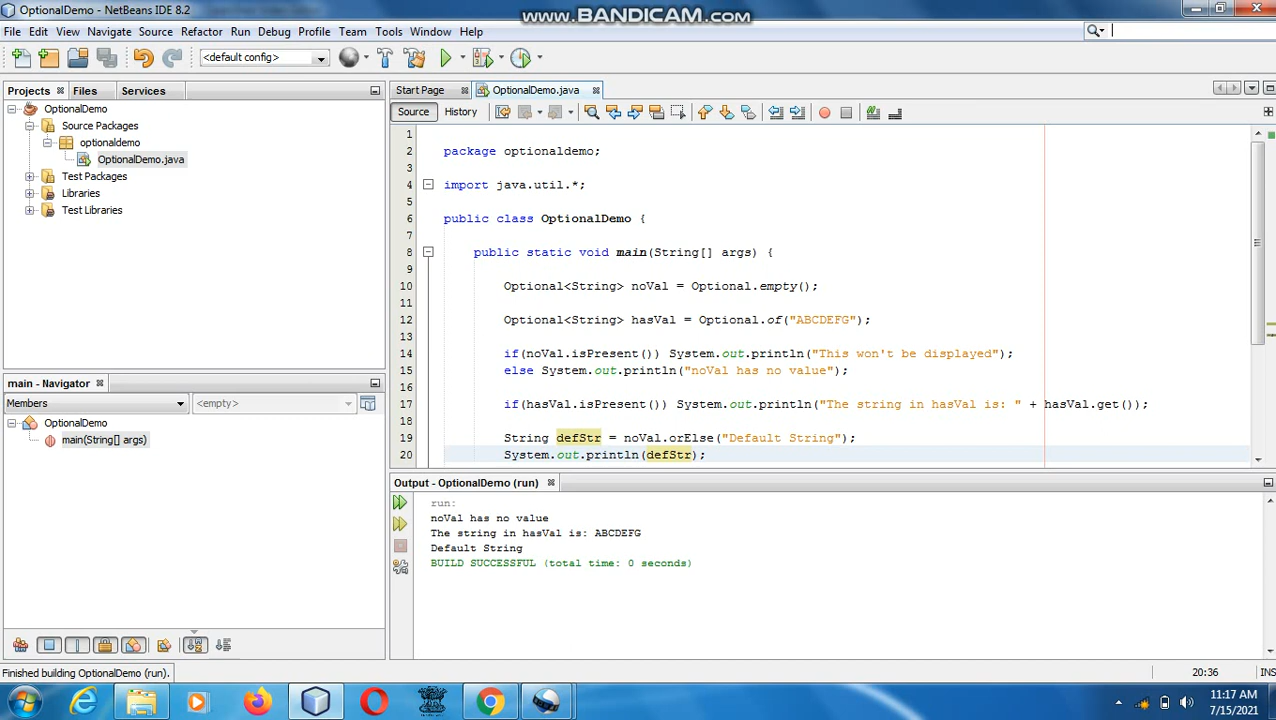 OptionalDemo - NetBeans IDE 8.2
www.BANDICAM.com
File Edit View Navigate Source Refactor Run Debug Profile Team Tools Window Help
<default config>
Projects Files Services
OptionalDemo
Source Packages
optionaldemo
OptionalDemo.java
Test Packages
Libraries
Test Libraries
main - Navigator
Members
<empty>
OptionalDemo
main(String[] args)
Start Page OptionalDemo.java
Source History
1
2 package optionaldemo;
3
4 import java.util.*;
5
6 public class OptionalDemo {
7
8 public static void main(String[] args) {
9
10 Optional<String> noVal = Optional.empty();
11
12 Optional<String> hasVal = Optional.of("ABCDEFG");
13
14 if(noVal.isPresent()) System.out.println("This won't be displayed");
15 else System.out.println("noVal has no value");
16
17 if(hasVal.isPresent()) System.out.println("The string in hasVal is: " + hasVal.get());
18
19 String defStr = noVal.orElse("Default String");
20 System.out.println(defStr);
Output - OptionalDemo (run)
run:
noVal has no value
The string in hasVal is: ABCDEFG
Default String
BUILD SUCCESSFUL (total time: 0 seconds)
Finished building OptionalDemo (run).
20:36
INS
11:17 AM
7/15/2021